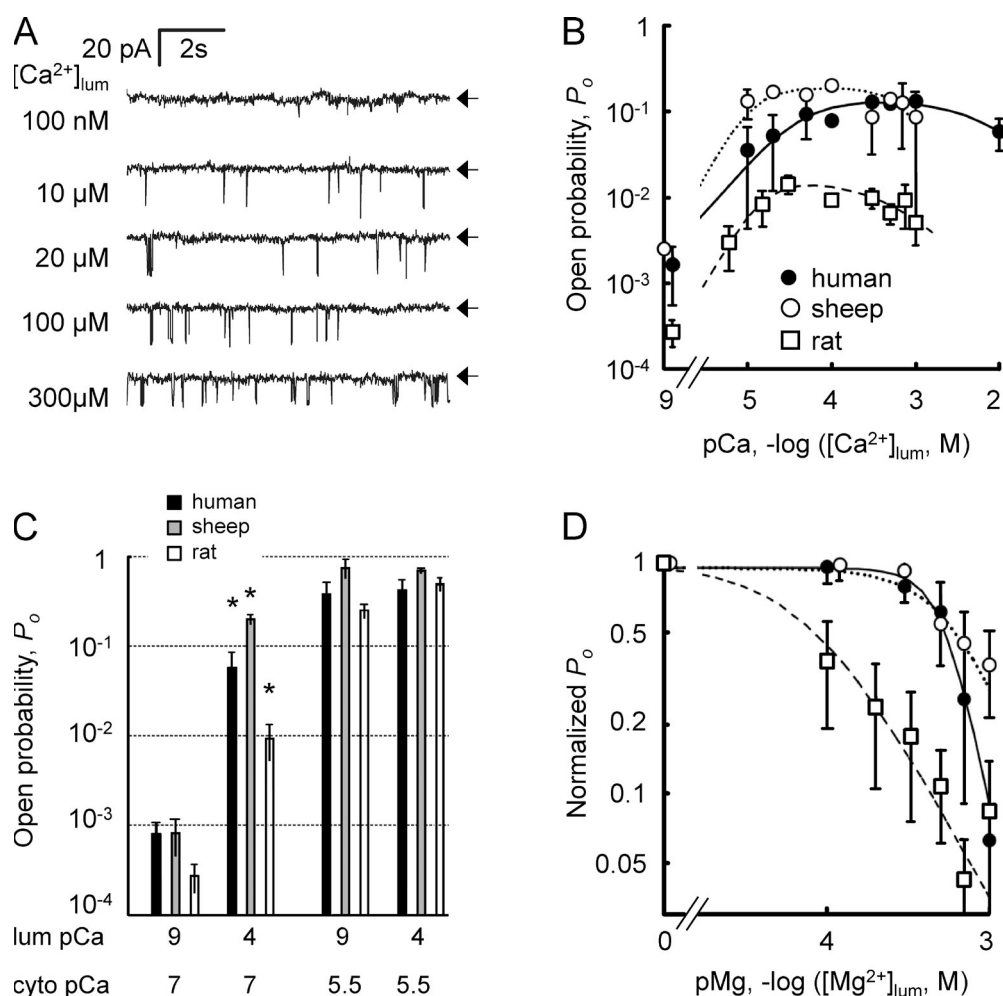 A
20 pA
2s
[Ca²⁺]lum
100 nM
10 µM
20 µM
100 µM
300µM
B
Open probability, Po
1
10⁻¹
10⁻²
10⁻³
10⁻⁴
human
sheep
rat
9 5 4 3 2
pCa, -log ([Ca²⁺]lum, M)
C
human
sheep
rat
Open probability, Po
1
10⁻¹
10⁻²
10⁻³
10⁻⁴
* * *
lum pCa 9 4 9 4
cyto pCa 7 7 5.5 5.5
D
Normalized Po
1
0.5
0.2
0.1
0.05
0 4 3
pMg, -log ([Mg²⁺]lum, M)